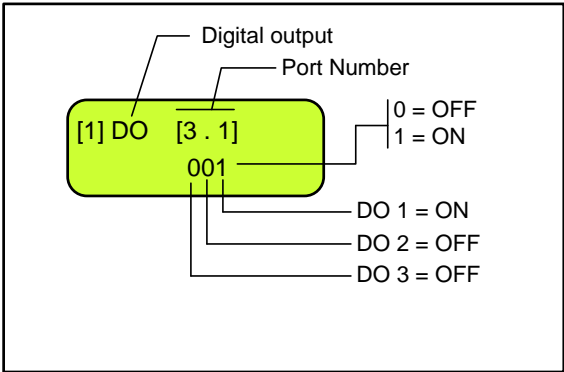 Digital output
Port Number
0 = OFF
1 = ON
[1] DO [3 . 1]
001
DO 1 = ON
DO 2 = OFF
DO 3 = OFF